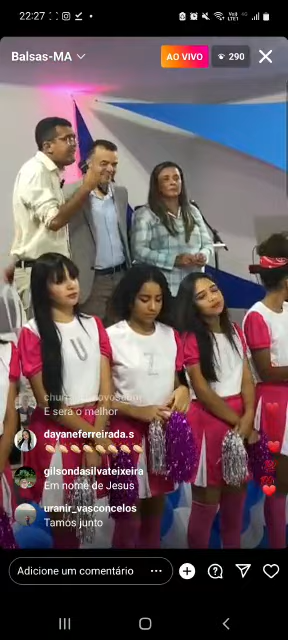 22:27
Balsas-MA
AO VIVO
290
U
I
E será o melhor
dayaneferreirada.s
gilsondasilvateixeira
Em nome de Jesus
uranir_vasconcelos
Tamos junto
Adicione um comentário